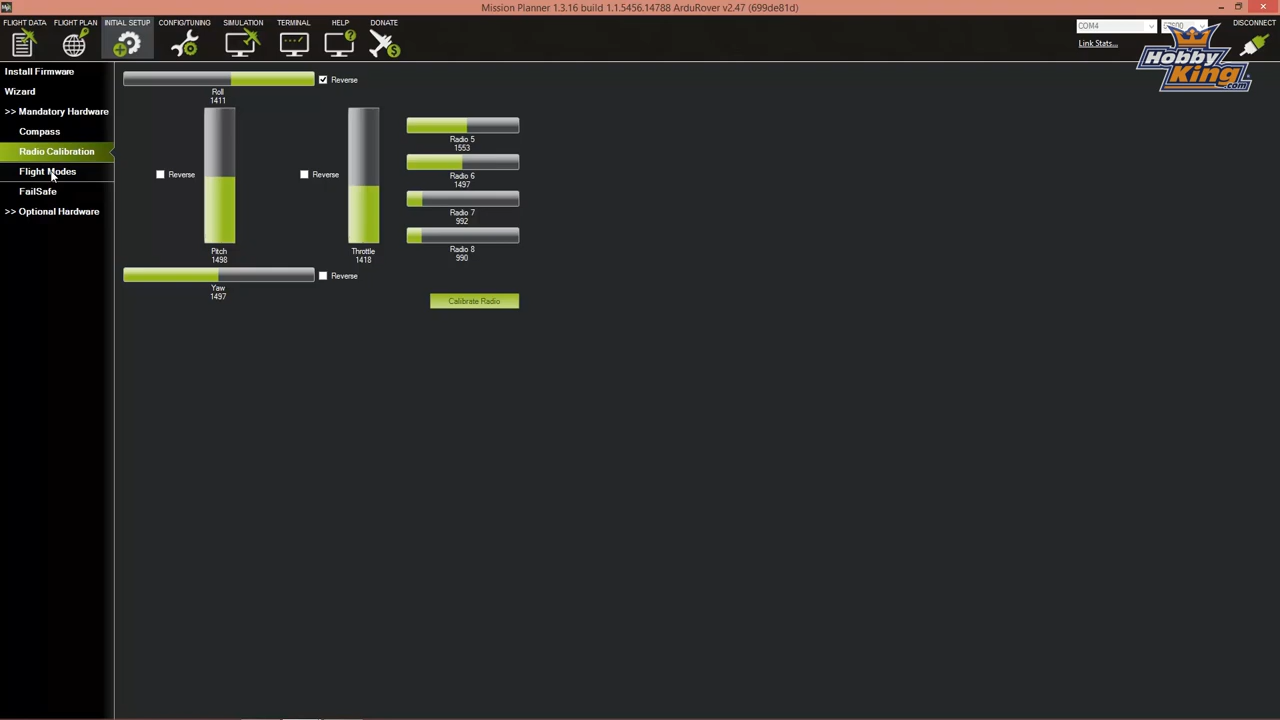 Mission Planner 1.3.16 build 1.1.5456.14788 ArduRover v2.47 (699de81d)
FLIGHT DATA
FLIGHT PLAN
INITIAL SETUP
CONFIG/TUNING
SIMULATION
TERMINAL
HELP
DONATE
COM4
57600
DISCONNECT
Link Stats...
HobbyKing.com
Install Firmware
Wizard
>> Mandatory Hardware
Compass
Radio Calibration
Flight Modes
FailSafe
>> Optional Hardware
Reverse
Roll
1411
Reverse
Pitch
1498
Reverse
Throttle
1418
Radio 5
1553
Radio 6
1497
Radio 7
992
Radio 8
990
Reverse
Yaw
1497
Calibrate Radio